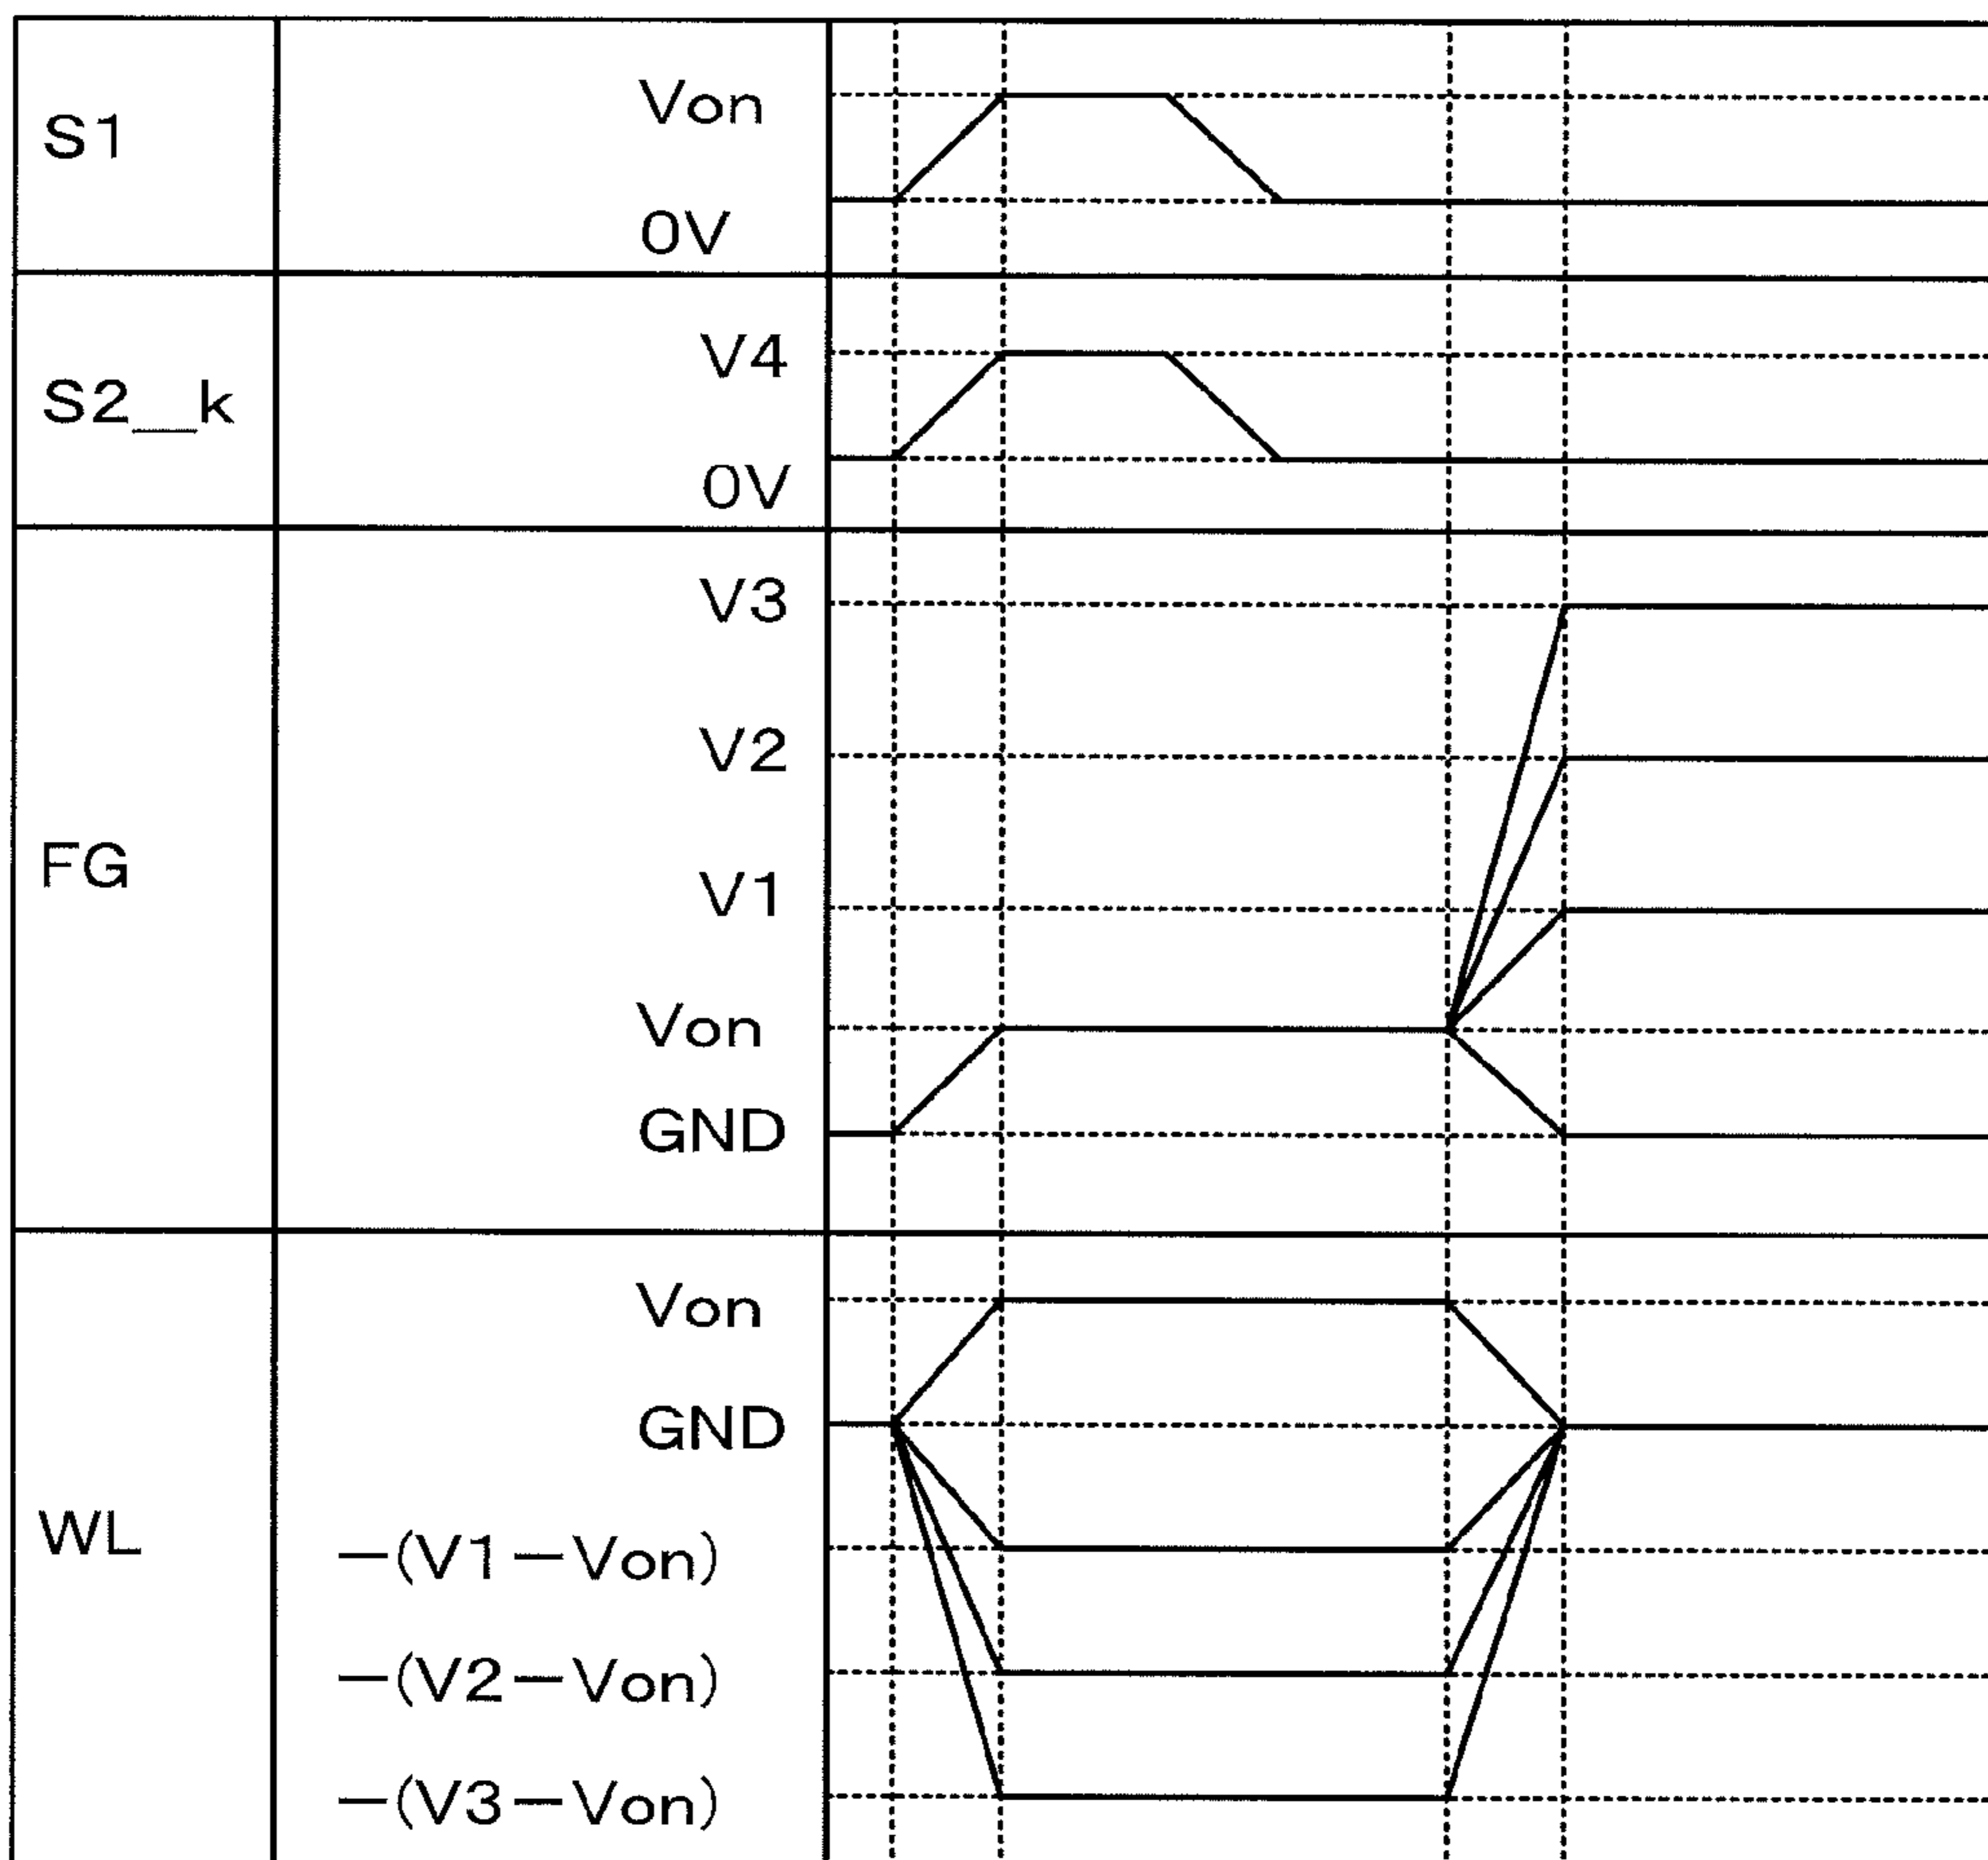 S1
Von
0V
S2_k
V4
0V
FG
V3
V2
V1
Von
GND
WL
Von
GND
−(V1−Von)
−(V2−Von)
−(V3−Von)